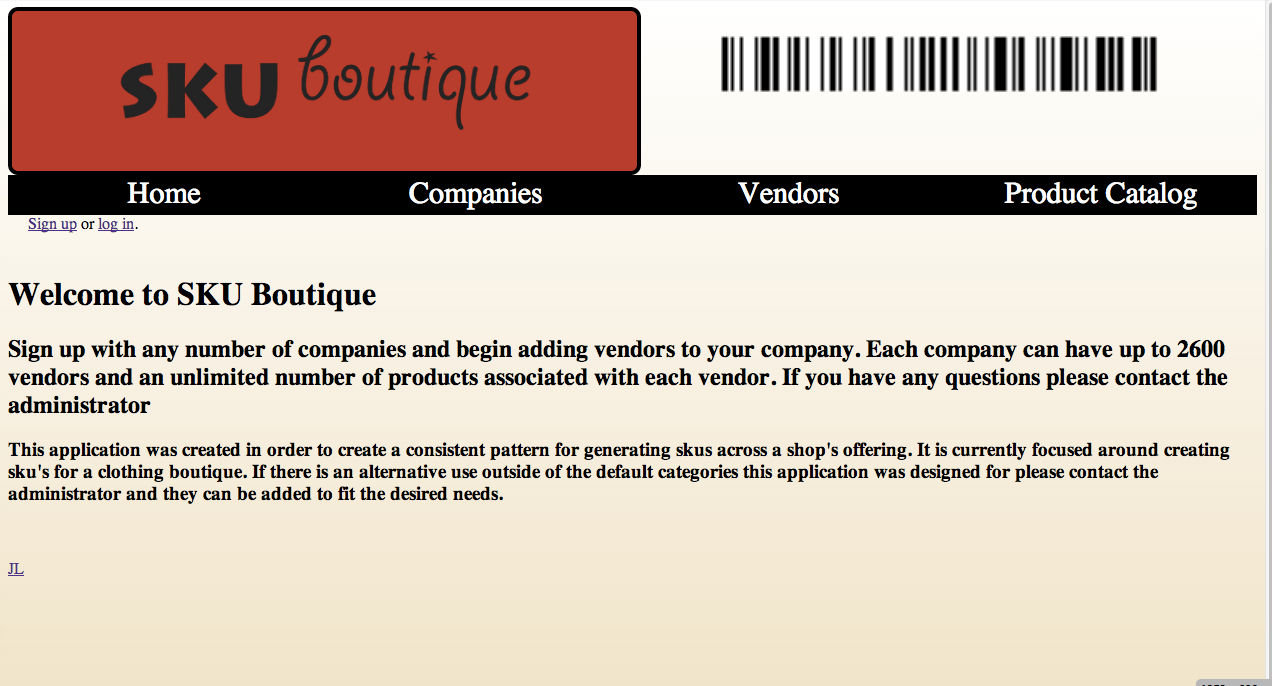 SKU boutique
Home Companies Vendors Product Catalog
Sign up or log in.
Welcome to SKU Boutique
Sign up with any number of companies and begin adding vendors to your company. Each company can have up to 2600
vendors and an unlimited number of products associated with each vendor. If you have any questions please contact the
administrator
This application was created in order to create a consistent pattern for generating skus across a shop's offering. It is currently focused around creating
sku's for a clothing boutique. If there is an alternative use outside of the default categories this application was designed for please contact the
administrator and they can be added to fit the desired needs.
JL